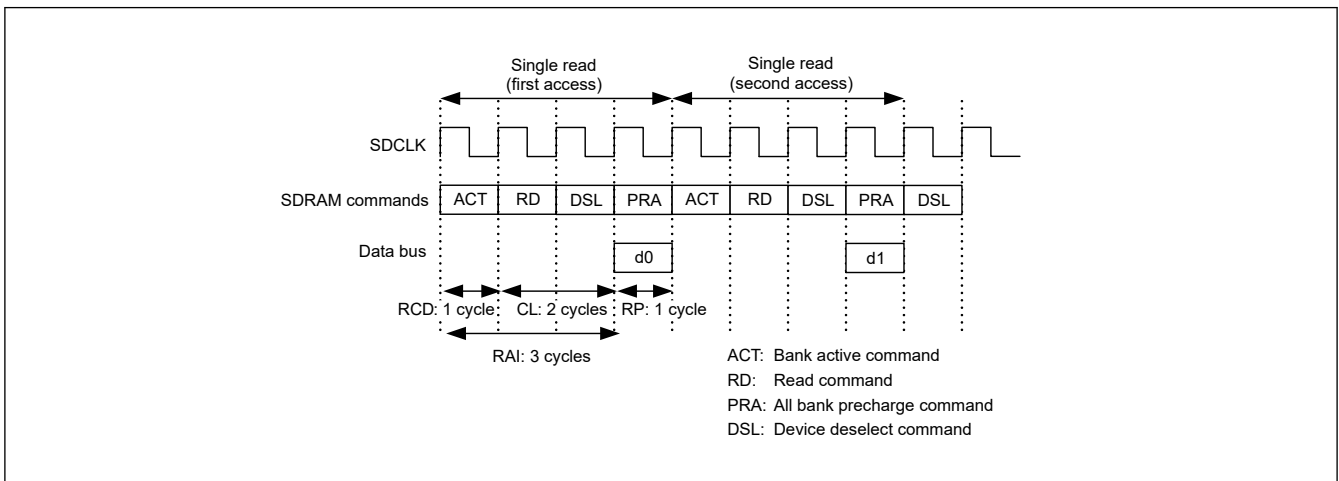 Single read
(first access)
Single read
(second access)
SDCLK
SDRAM commands ACT RD DSL PRA ACT RD DSL PRA DSL
Data bus d0 d1
RCD: 1 cycle CL: 2 cycles RP: 1 cycle
RAI: 3 cycles
ACT: Bank active command
RD: Read command
PRA: All bank precharge command
DSL: Device deselect command